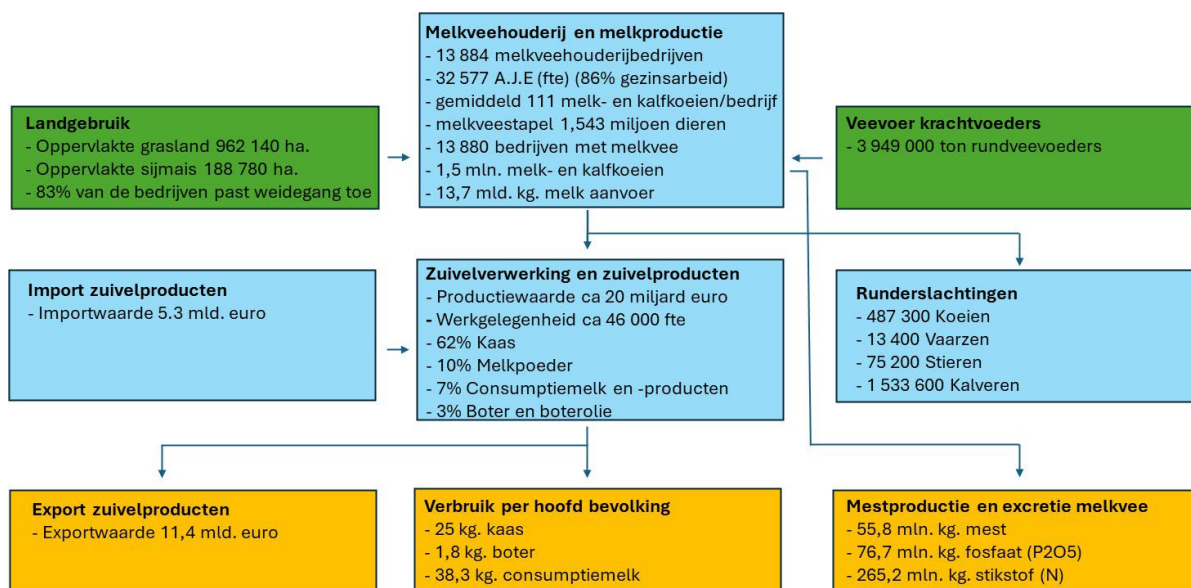 Melkveehouderij en melkproductie
- 13 884 melkveehouderijbedrijven
- 32 577 A.J.E (fte) (86% gezinsarbeid)
- gemiddeld 111 melk- en kalfkoeien/bedrijf
- melkveestapel 1,543 miljoen dieren
- 13 880 bedrijven met melkvee
- 1,5 mln. melk- en kalfkoeien
- 13,7 mld. kg. melk aanvoer
Landgebruik
- Oppervlakte grasland 962 140 ha.
- Oppervlakte sijmais 188 780 ha.
- 83% van de bedrijven past weidegang toe
Veevoer krachtvoeders
- 3 949 000 ton rundveevoeders
Import zuivelproducten
- Importwaarde 5.3 mld. euro
Zuivelverwerking en zuivelproducten
- Productiewaarde ca 20 miljard euro
- Werkgelegenheid ca 46 000 fte
- 62% Kaas
- 10% Melkpoeder
- 7% Consumptiemelk en -producten
- 3% Boter en boterolie
Runderslachtingen
- 487 300 Koeien
- 13 400 Vaarzen
- 75 200 Stieren
- 1 533 600 Kalveren
Export zuivelproducten
- Exportwaarde 11,4 mld. euro
Verbruik per hoofd bevolking
- 25 kg. kaas
- 1,8 kg. boter
- 38,3 kg. consumptiemelk
Mestproductie en excretie melkvee
- 55,8 mln. kg. mest
- 76,7 mln. kg. fosfaat (P2O5)
- 265,2 mln. kg. stikstof (N)